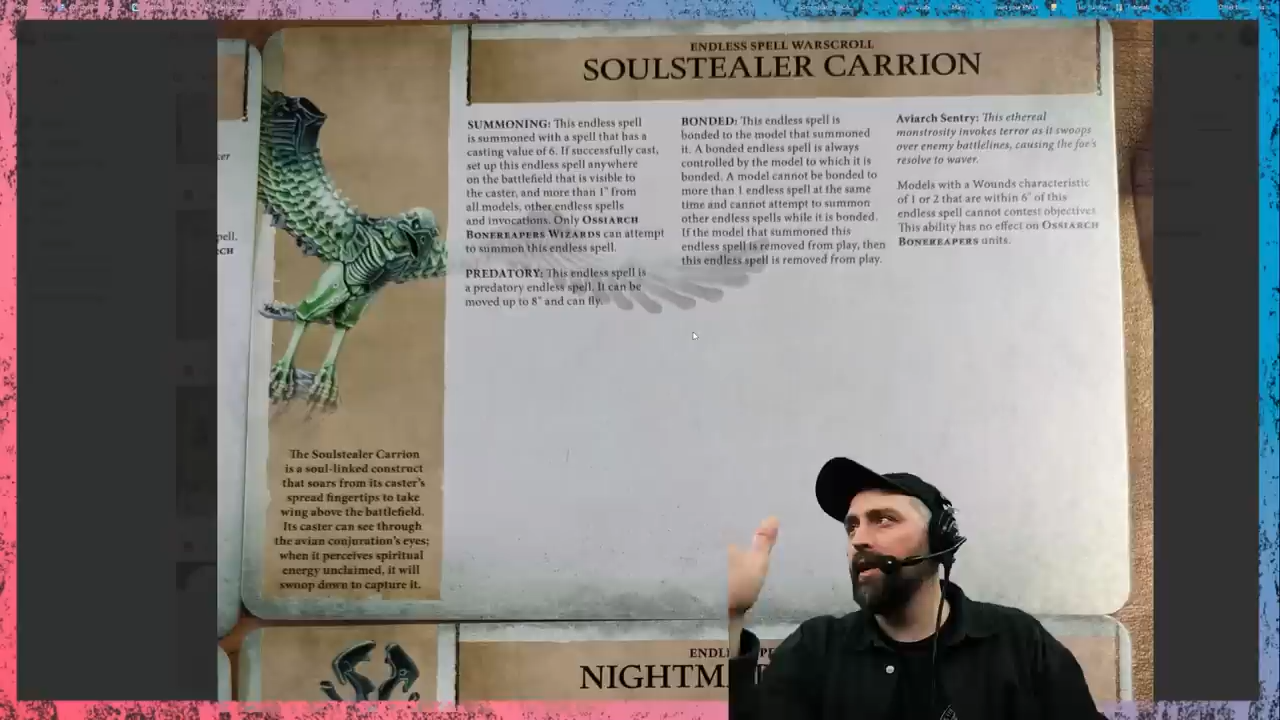 ENDLESS SPELL WARSCROLL
SOULSTEALER CARRION
SUMMONING: This endless spell
is summoned with a spell that has a
casting value of 6. If successfully cast,
set up this endless spell anywhere
on the battlefield that is visible to
the caster, and more than 1" from
all models, other endless spells
and invocations. Only OSSIARCH
BONEREAPERS WIZARDS can attempt
to summon this endless spell.
PREDATORY: This endless spell is
a predatory endless spell. It can be
moved up to 8" and can fly.
BONDED: This endless spell is
bonded to the model that summoned
it. A bonded endless spell is always
controlled by the model to which it is
bonded. A model cannot be bonded to
more than 1 endless spell at the same
time and cannot attempt to summon
other endless spells while it is bonded.
If the model that summoned this
endless spell is removed from play, then
this endless spell is removed from play.
Aviarch Sentry: This ethereal
monstrosity invokes terror as it swoops
over enemy battlelines, causing the foe's
resolve to waver.
Models with a Wounds characteristic
of 1 or 2 that are within 6" of this
endless spell cannot contest objectives.
This ability has no effect on OSSIARCH
BONEREAPERS units.
The Soulstealer Carrion
is a soul-linked construct
that soars from its caster's
spread fingertips to take
wing above the battlefield.
Its caster can see through
the avian conjuration's eyes;
when it perceives spiritual
energy unclaimed, it will
swoop down to capture it.